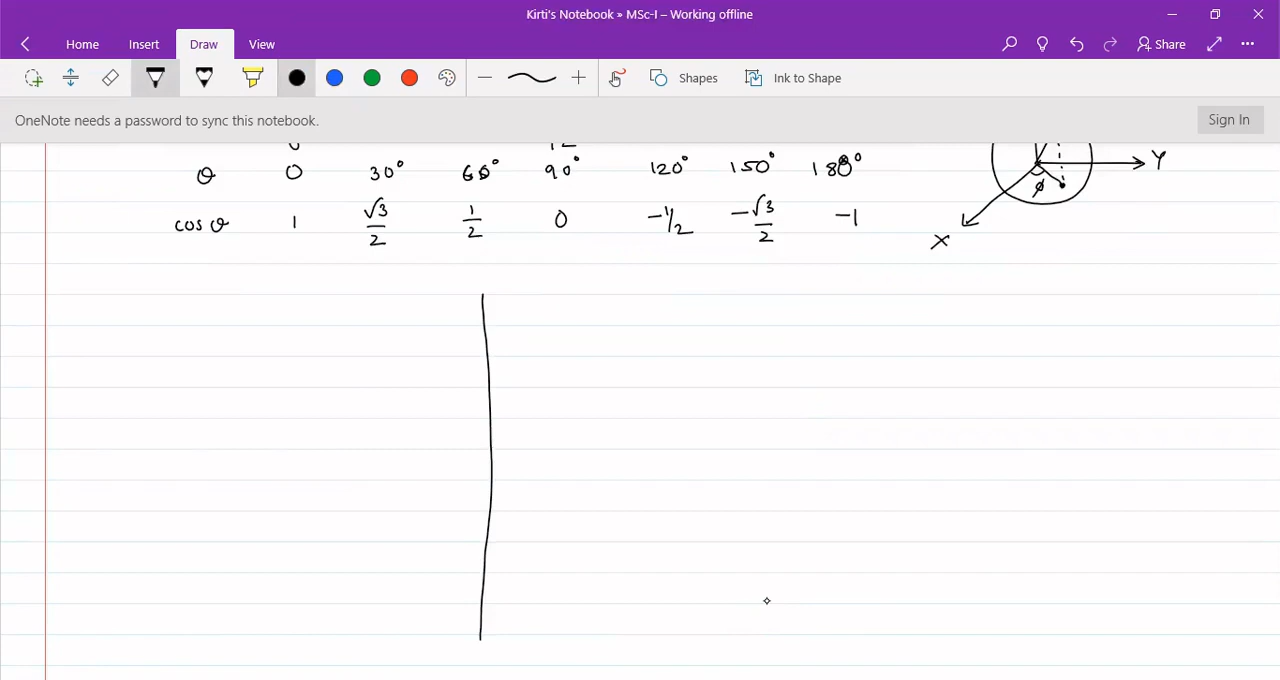 Kirti's Notebook » MSc-I – Working offline
Home Insert Draw View Share
Shapes Ink to Shape
OneNote needs a password to sync this notebook. Sign In
θ 0 30° 60° 90° 120° 150° 180°
cos θ 1 √3/2 1/2 0 -1/2 -√3/2 -1
Y
φ
X